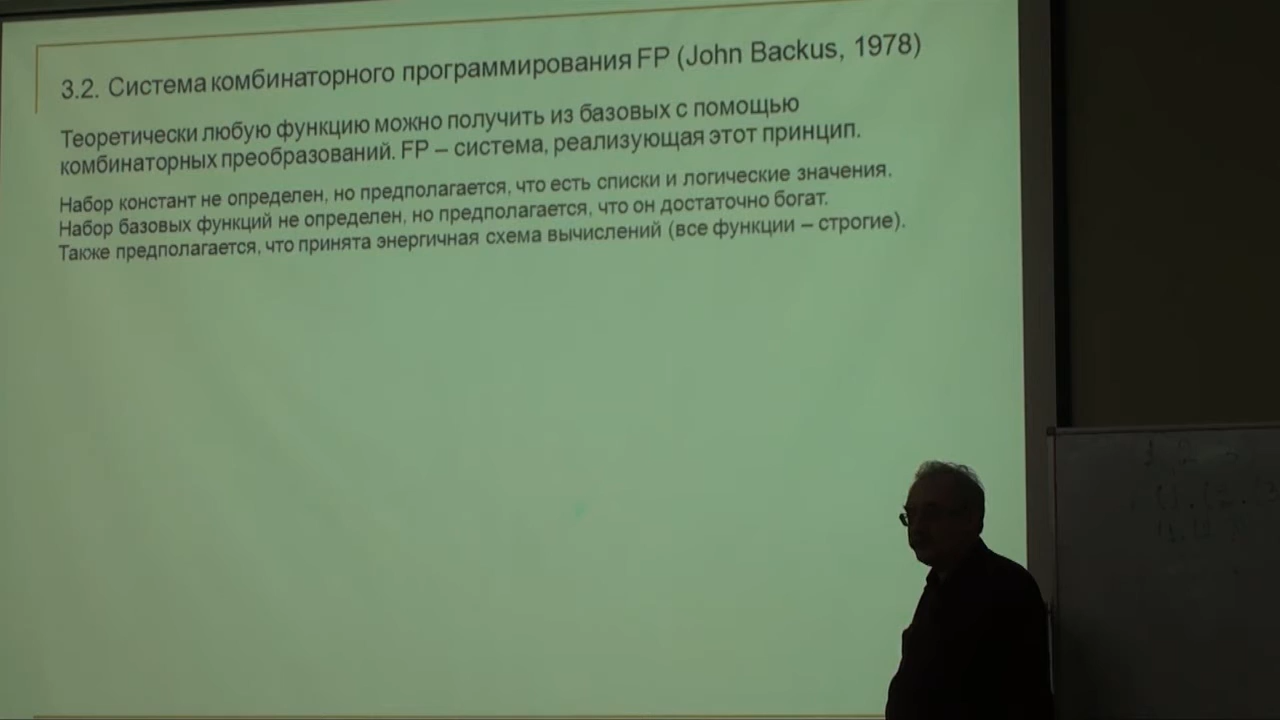 3.2. Система комбинаторного программирования FP (John Backus, 1978)
Теоретически любую функцию можно получить из базовых с помощью
комбинаторных преобразований. FP – система, реализующая этот принцип.
Набор констант не определен, но предполагается, что есть списки и логические значения.
Набор базовых функций не определен, но предполагается, что он достаточно богат.
Также предполагается, что принята энергичная схема вычислений (все функции – строгие).